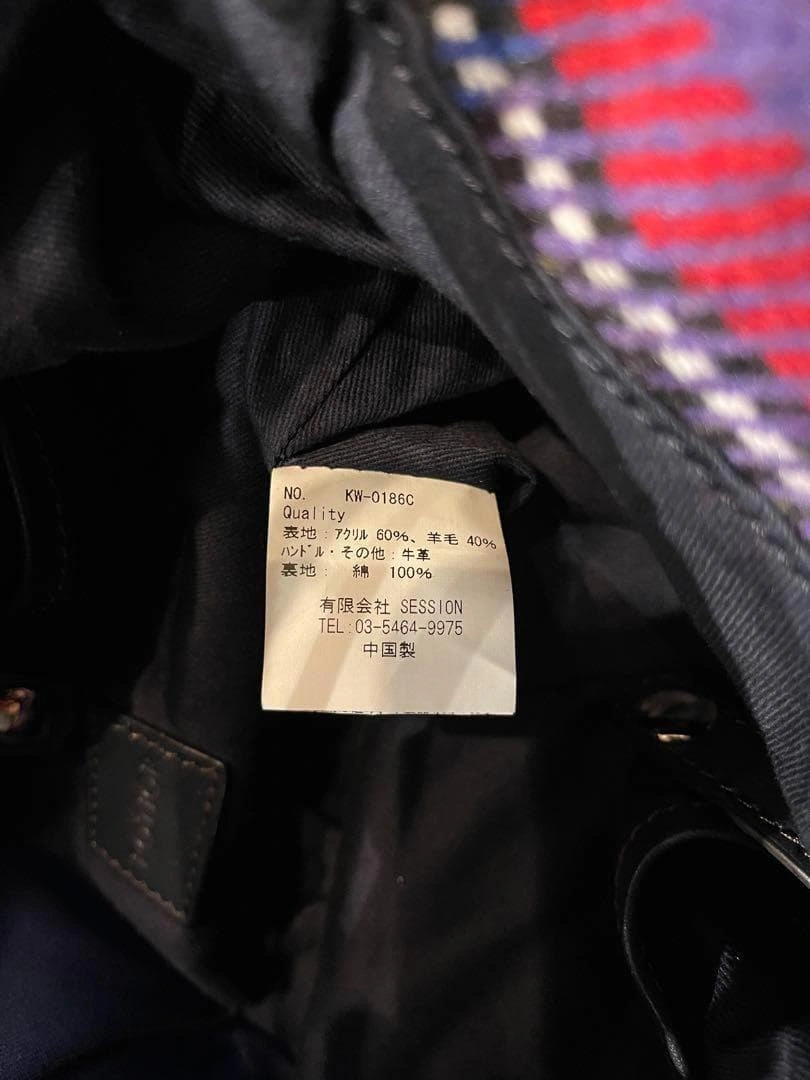 NO. KW-0186C
Quality
表地:アクリル 60%、羊毛 40%
ハンドル・その他:牛革
裏地: 綿 100%
有限会社 SESSION
TEL:03-5464-9975
中国製